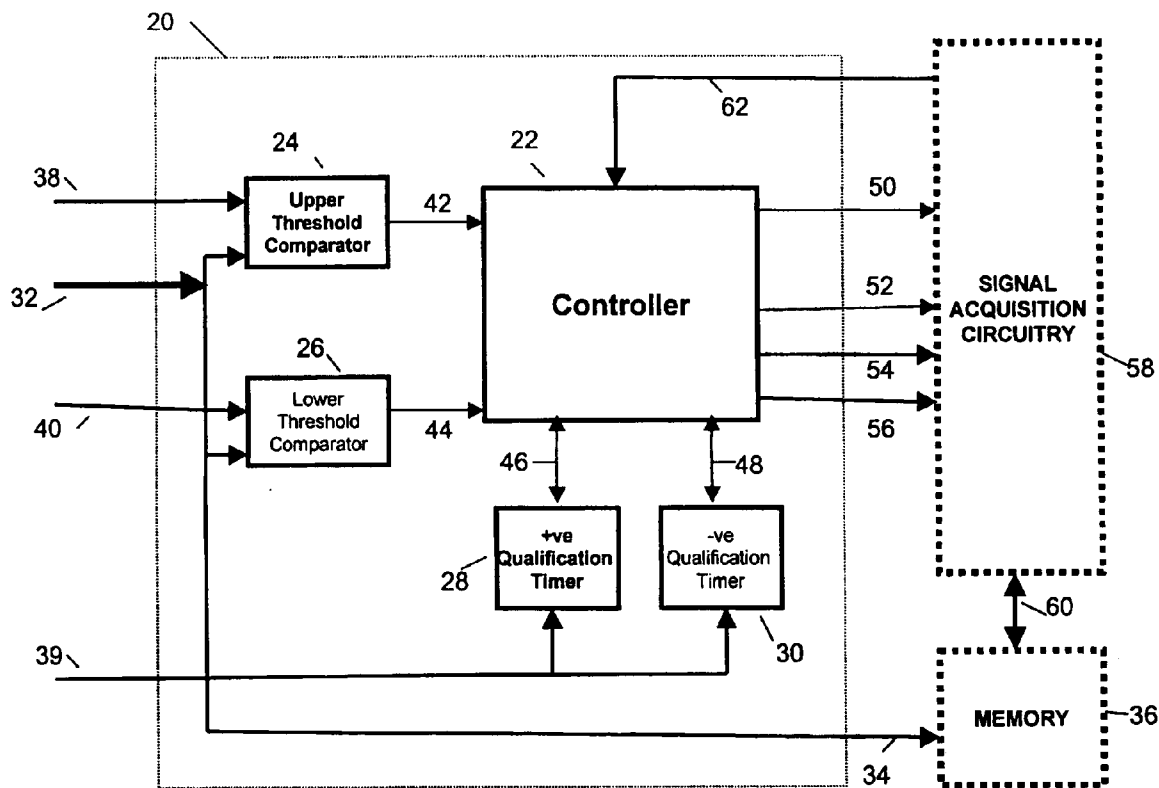 20
62
24
22
38
Upper
Threshold
Comparator
42
50
32
52
SIGNAL
ACQUISITION
CIRCUITRY
Controller
26
54
58
40
Lower
Threshold
Comparator
44
56
46
48
+ve
Qualification
Timer
28
-ve
Qualification
Timer
30
60
39
MEMORY
36
34